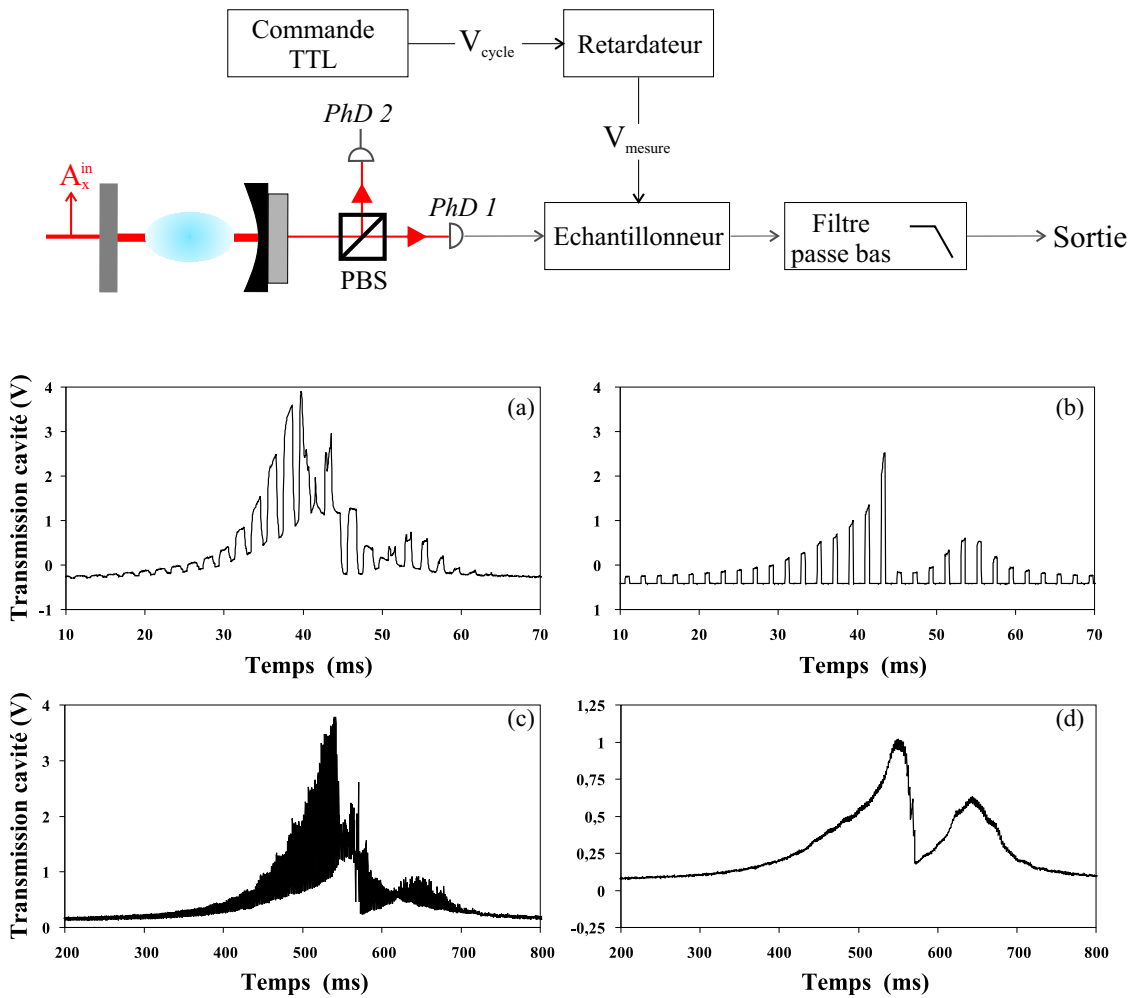 Commande
TTL
V cycle
Retardateur
PhD 2
V mesure
A x in
PhD 1
PBS
Echantillonneur
Filtre
passe bas
Sortie
Transmission cavité (V)
4
3
2
1
0
-1
10 20 30 40 50 60 70
Temps (ms)
(a)
4
3
2
1
0
1
10 20 30 40 50 60 70
Temps (ms)
(b)
Transmission cavité (V)
4
3
2
1
0
200 300 400 500 600 700 800
Temps (ms)
(c)
1,25
1
0,75
0,5
0,25
0
-0,25
200 300 400 500 600 700 800
Temps (ms)
(d)